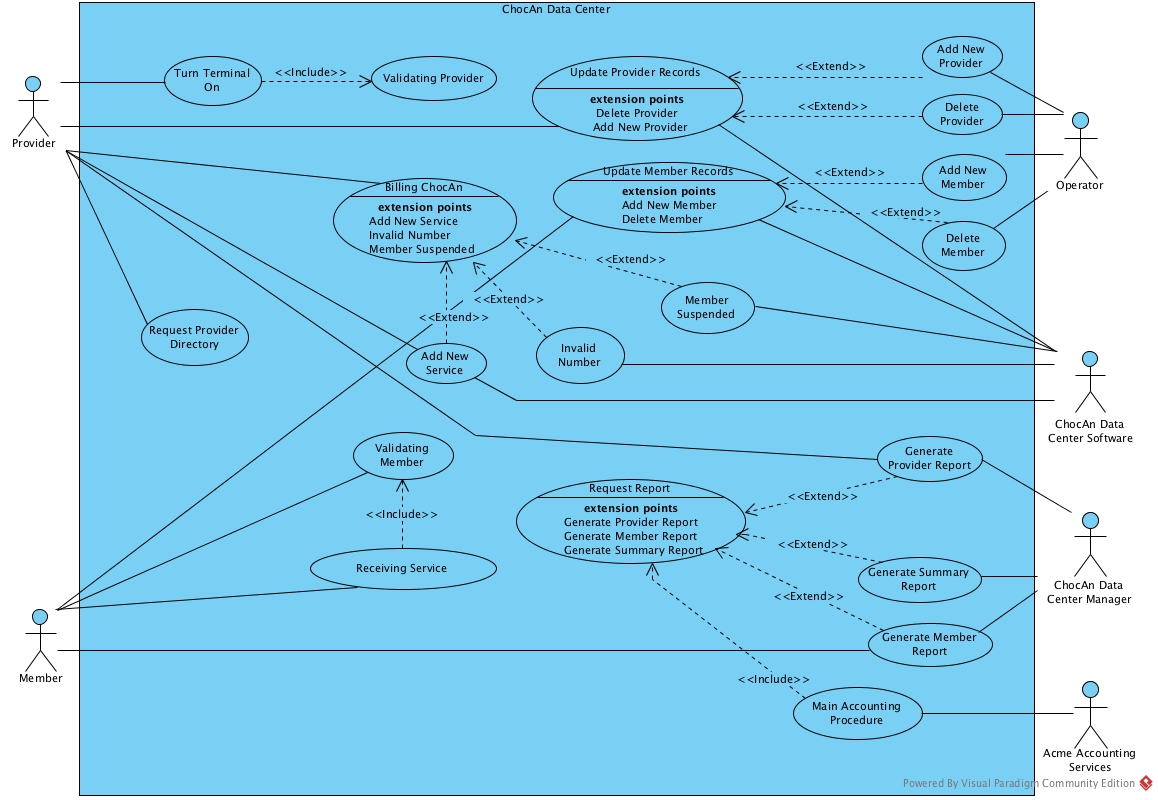 ChocAn Data Center
Provider
Turn Terminal
On
<<Include>>
Validating Provider
Update Provider Records
extension points
Delete Provider
Add New Provider
<<Extend>>
<<Extend>>
Add New
Provider
Delete
Provider
Operator
Update Member Records
extension points
Add New Member
Delete Member
<<Extend>>
<<Extend>>
Add New
Member
Delete
Member
Billing ChocAn
extension points
Add New Service
Invalid Number
Member Suspended
<<Extend>>
<<Extend>>
<<Extend>>
Member
Suspended
Request Provider
Directory
Add New
Service
Invalid
Number
ChocAn Data
Center Software
Validating
Member
<<Include>>
Receiving Service
Request Report
extension points
Generate Provider Report
Generate Member Report
Generate Summary Report
<<Extend>>
<<Extend>>
<<Extend>>
Generate
Provider Report
Generate Summary
Report
Generate Member
Report
ChocAn Data
Center Manager
Member
<<Include>>
Main Accounting
Procedure
Acme Accounting
Services
Powered By Visual Paradigm Community Edition